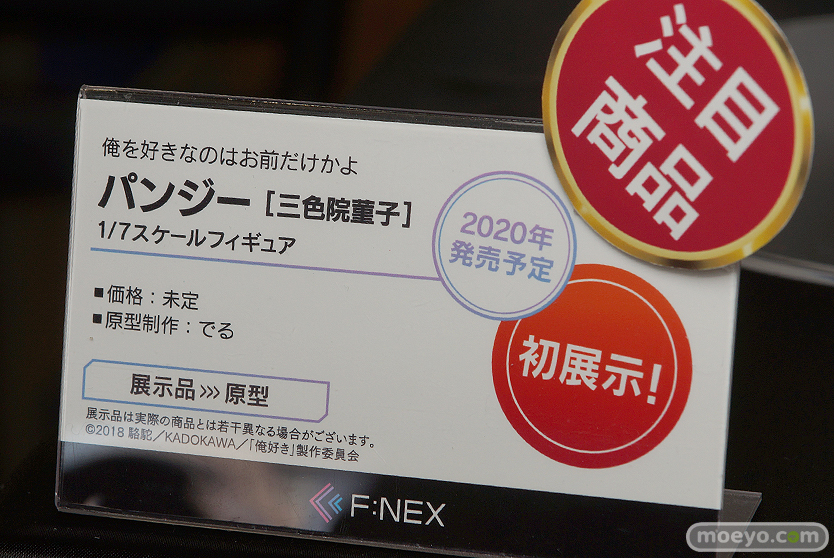 注目
商品
俺を好きなのはお前だけかよ
パンジー [三色院菫子]
1/7スケールフィギュア
2020年
発売予定
■価格：未定
■原型制作：でる
初展示!
展示品>>>原型
展示品は実際の商品とは若干異なる場合がございます。
©2018 駱駝／KADOKAWA／「俺好き」製作委員会
F:NEX
moeyo.com